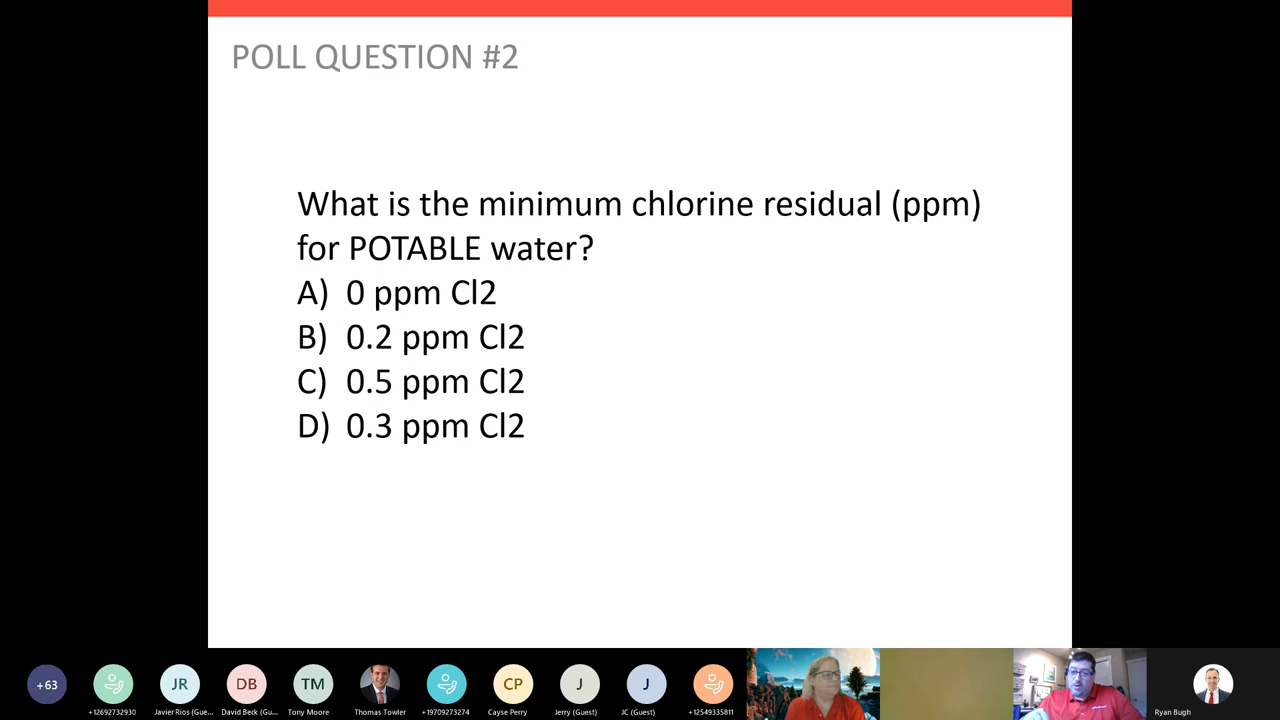 POLL QUESTION #2
What is the minimum chlorine residual (ppm)
for POTABLE water?
A) 0 ppm Cl2
B) 0.2 ppm Cl2
C) 0.5 ppm Cl2
D) 0.3 ppm Cl2
+63
JR
DB
TM
CP
J
J
+12692732930
Javier Rios (Gue...
David Beck (Gu...
Tony Moore
Thomas Towler
+19709273274
Cayse Perry
Jerry (Guest)
JC (Guest)
+12549335811
Ryan Bugh